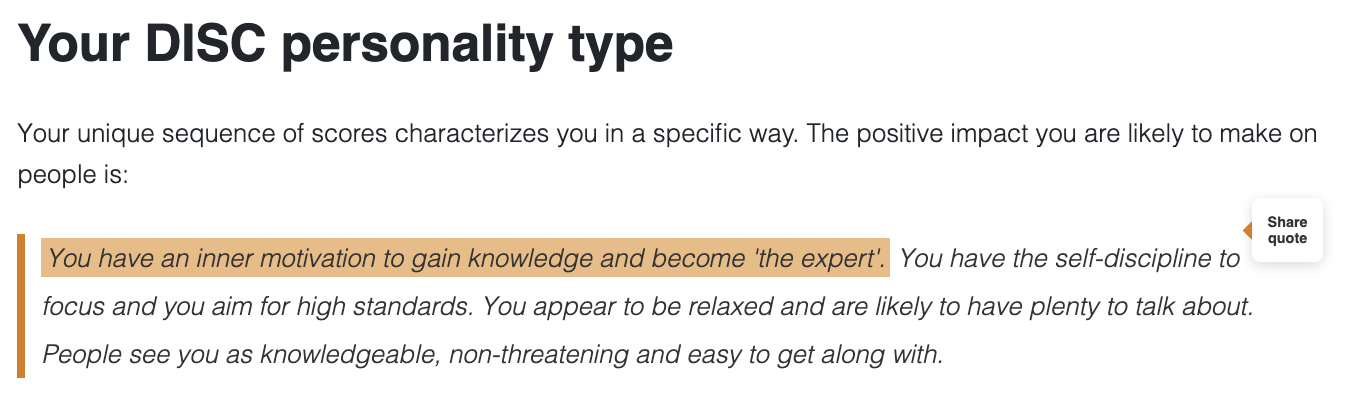 Your DISC personality type
Your unique sequence of scores characterizes you in a specific way. The positive impact you are likely to make on
people is:
Share
quote
You have an inner motivation to gain knowledge and become 'the expert'. You have the self-discipline to
focus and you aim for high standards. You appear to be relaxed and are likely to have plenty to talk about.
People see you as knowledgeable, non-threatening and easy to get along with.